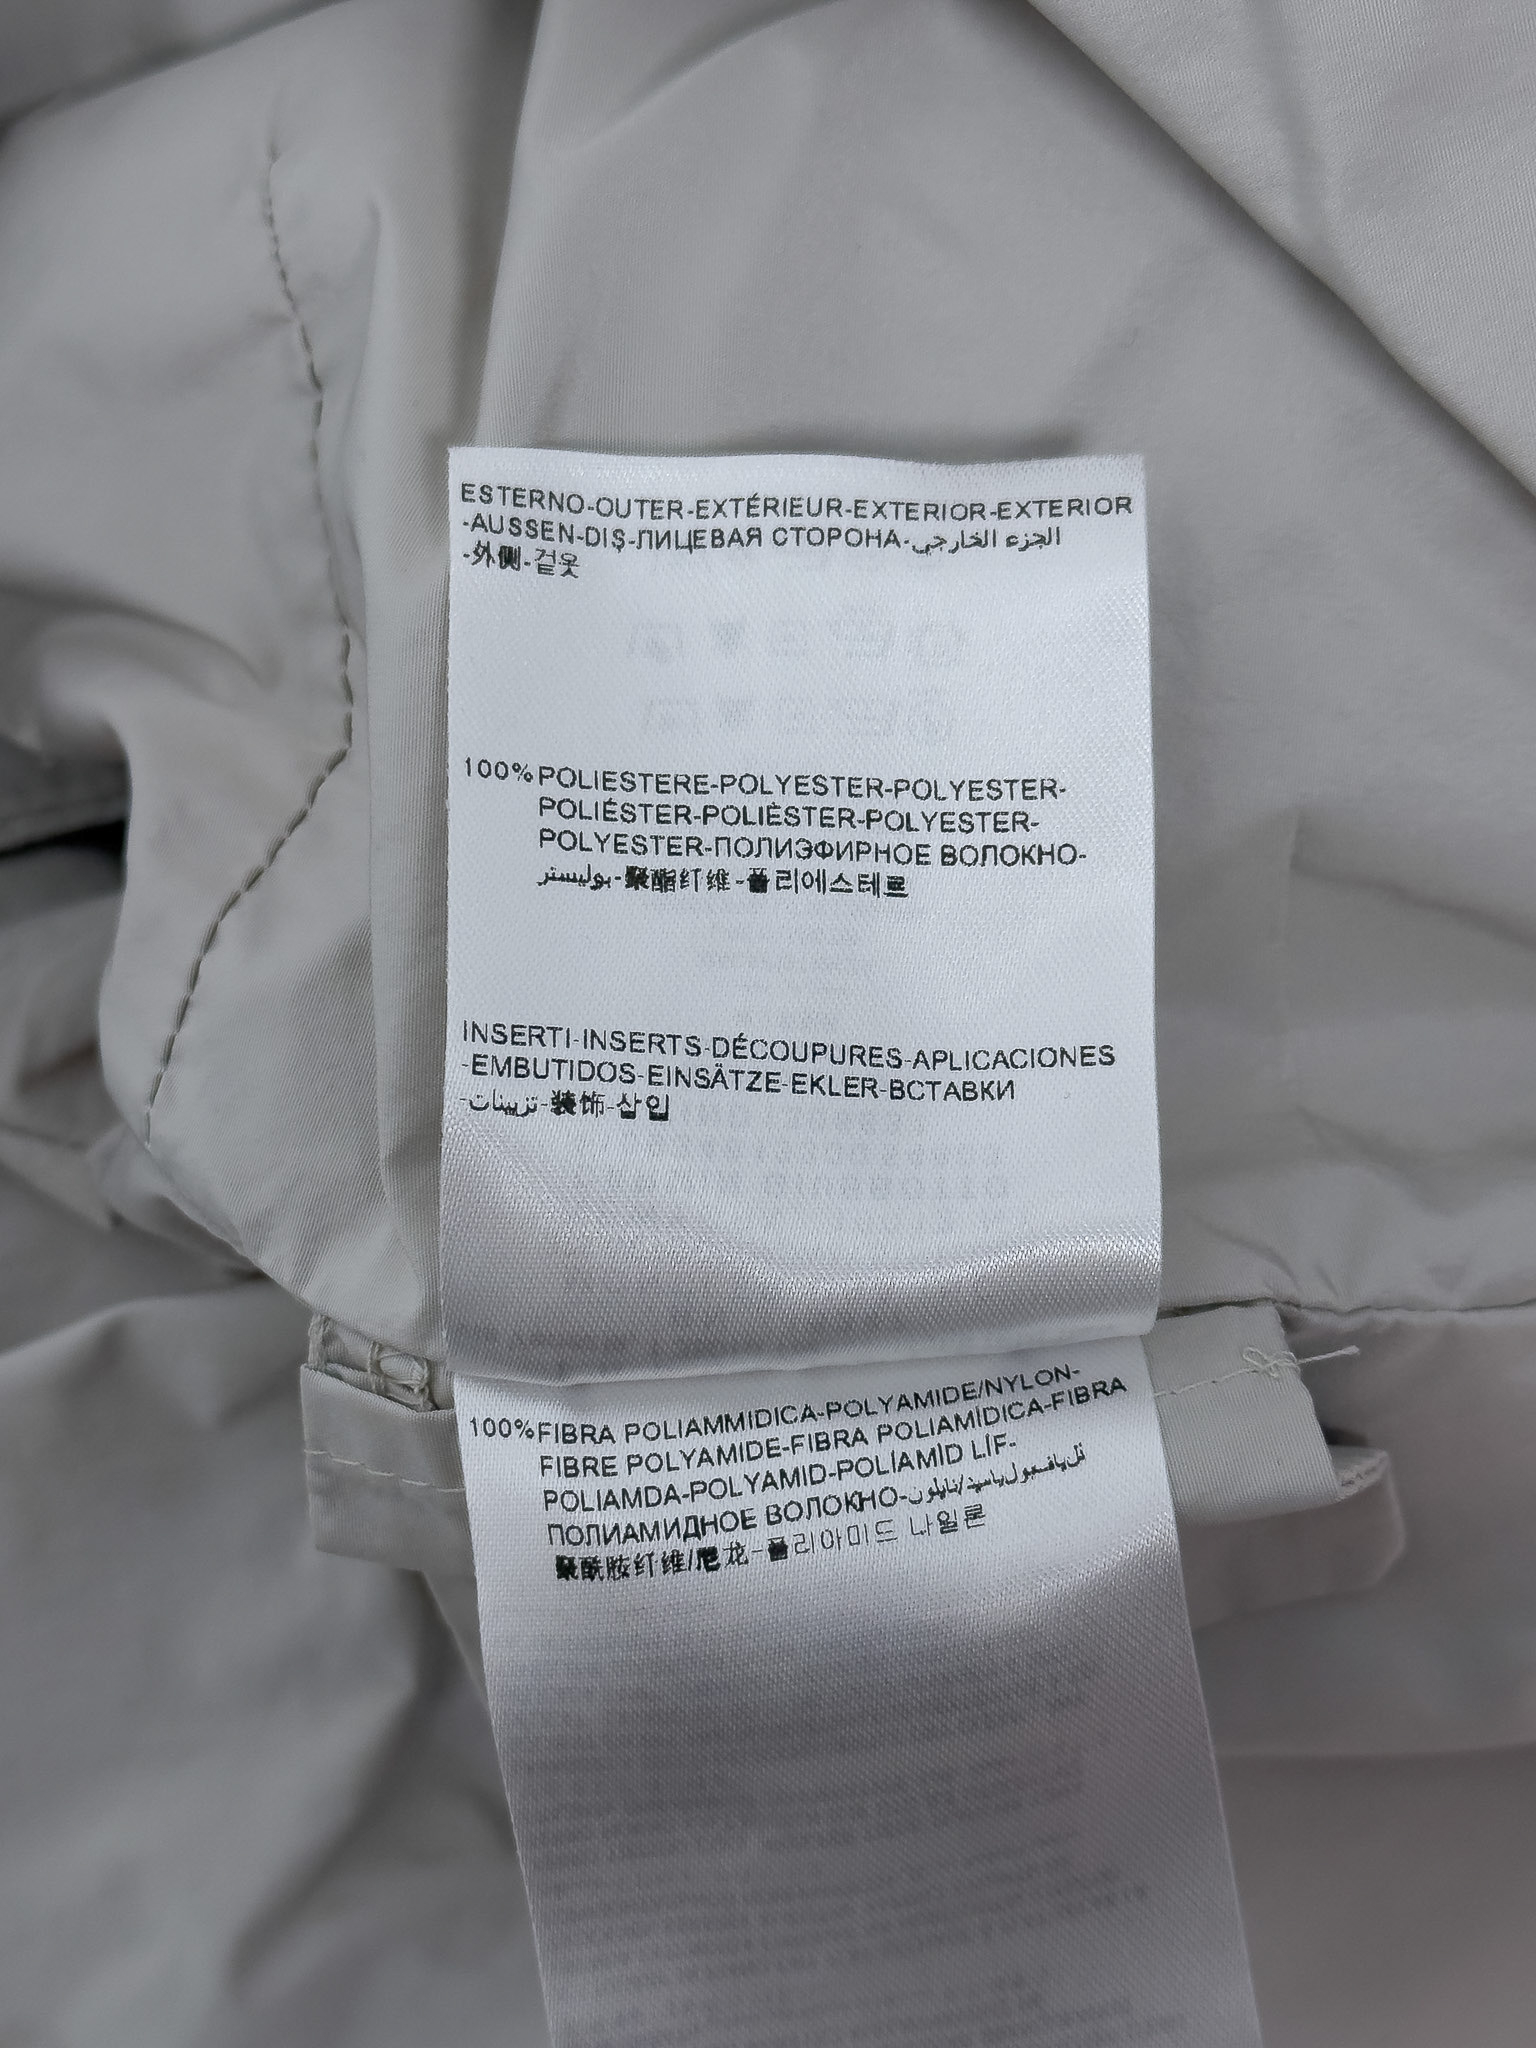 ESTERNO-OUTER-EXTÉRIEUR-EXTERIOR-EXTERIOR
-AUSSEN-DIŞ-ЛИЦЕВАЯ СТОРОНА-الجزء الخارجي
-外侧-겉옷
100% POLIESTERE-POLYESTER-POLYESTER-
POLIÉSTER-POLIÈSTER-POLYESTER-
POLYESTER-ПОЛИЭФИРНОЕ ВОЛОКНО-
بوليستر-聚酯纤维-폴리에스테르
INSERTI-INSERTS-DÉCOUPURES-APLICACIONES
-EMBUTIDOS-EINSÄTZE-EKLER-ВСТАВКИ
-تزيينات-装饰-삽입
100% FIBRA POLIAMMIDICA-POLYAMIDE/NYLON-
FIBRE POLYAMIDE-FIBRA POLIAMÍDICA-FIBRA
POLIAMDA-POLYAMID-POLİAMİD LİF-
ПОЛИАМИДНОЕ ВОЛОКНО-
聚酰胺纤维/尼龙-폴리아미드 나일론